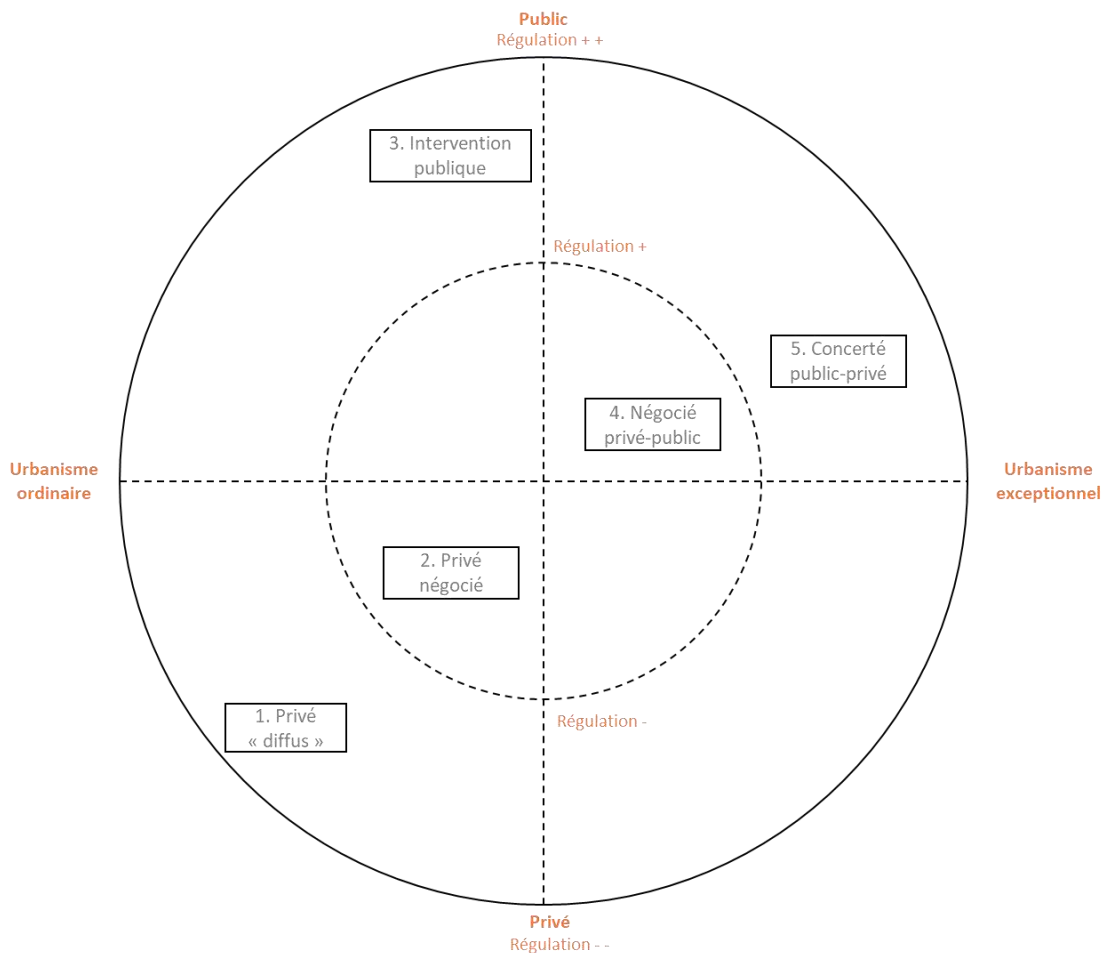 Public
Régulation + +
3. Intervention
publique
Régulation +
5. Concerté
public-privé
4. Négocié
privé-public
Urbanisme
ordinaire
Urbanisme
exceptionnel
2. Privé
négocié
1. Privé
« diffus »
Régulation -
Privé
Régulation - -